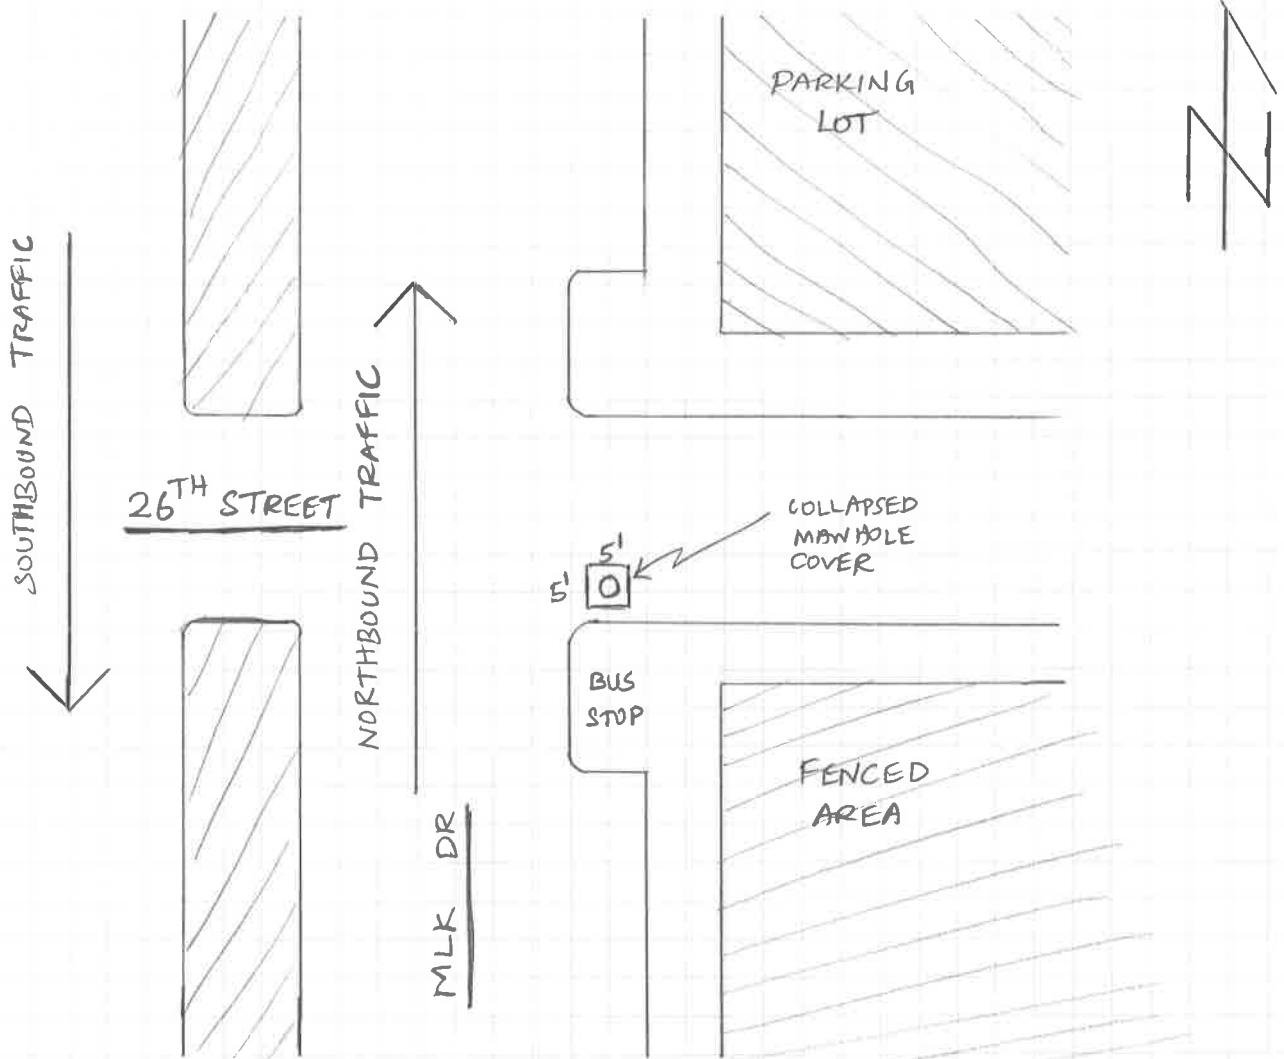 PARKING
LOT
N
SOUTHBOUND TRAFFIC
26TH STREET
NORTHBOUND TRAFFIC
COLLAPSED
MANHOLE
COVER
5'
5'
BUS
STOP
FENCED
AREA
MLK DR